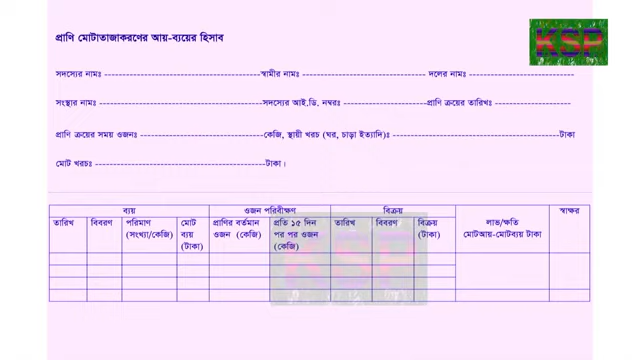 প্রাণি মোটাতাজাকরণের আয়-ব্যয়ের হিসাব
KSP
সদস্যের নামঃ স্বামীর নামঃ দলের নামঃ
সংস্থার নামঃ সদস্যের আই.ডি. নম্বরঃ প্রাণি ক্রয়ের তারিখঃ
প্রাণি ক্রয়ের সময় ওজনঃ কেজি, স্থায়ী খরচ (ঘর, চাড়া ইত্যাদি)ঃ টাকা
মোট খরচঃ টাকা।
ব্যয় ওজন পরিবীক্ষণ বিক্রয় লাভ/ক্ষতি মোটআয়-মোটব্যয় টাকা স্বাক্ষর
তারিখ বিবরণ পরিমাণ (সংখ্যা/কেজি) মোট ব্যয় (টাকা) প্রাণির বর্তমান ওজন (কেজি) প্রতি ১৫ দিন পর পর ওজন (কেজি) তারিখ বিবরণ বিক্রয় (টাকা)
KSP